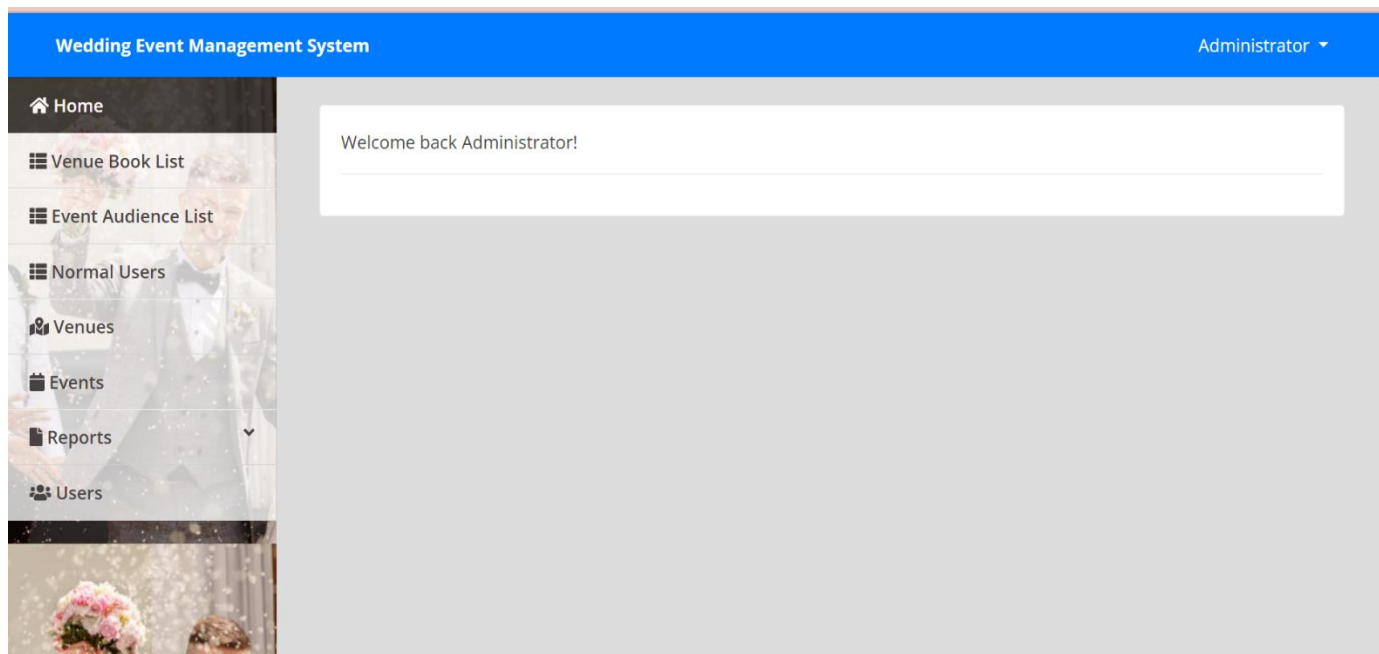 Wedding Event Management System
Administrator
Home
Venue Book List
Event Audience List
Normal Users
Venues
Events
Reports
Users
Welcome back Administrator!